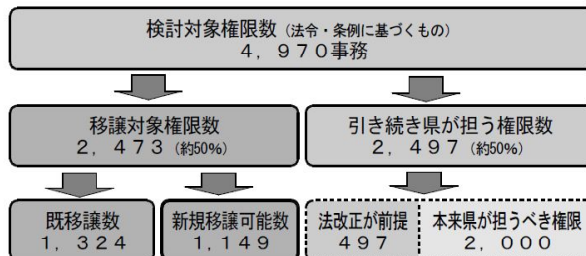 検討対象権限数（法令・条例に基づくもの）
４，９７０事務
移譲対象権限数
２，４７３（約50%）
引き続き県が担う権限数
２，４９７（約50%）
既移譲数
１，３２４
新規移譲可能数
１，１４９
法改正が前提
４９７
本来県が担うべき権限
２，０００